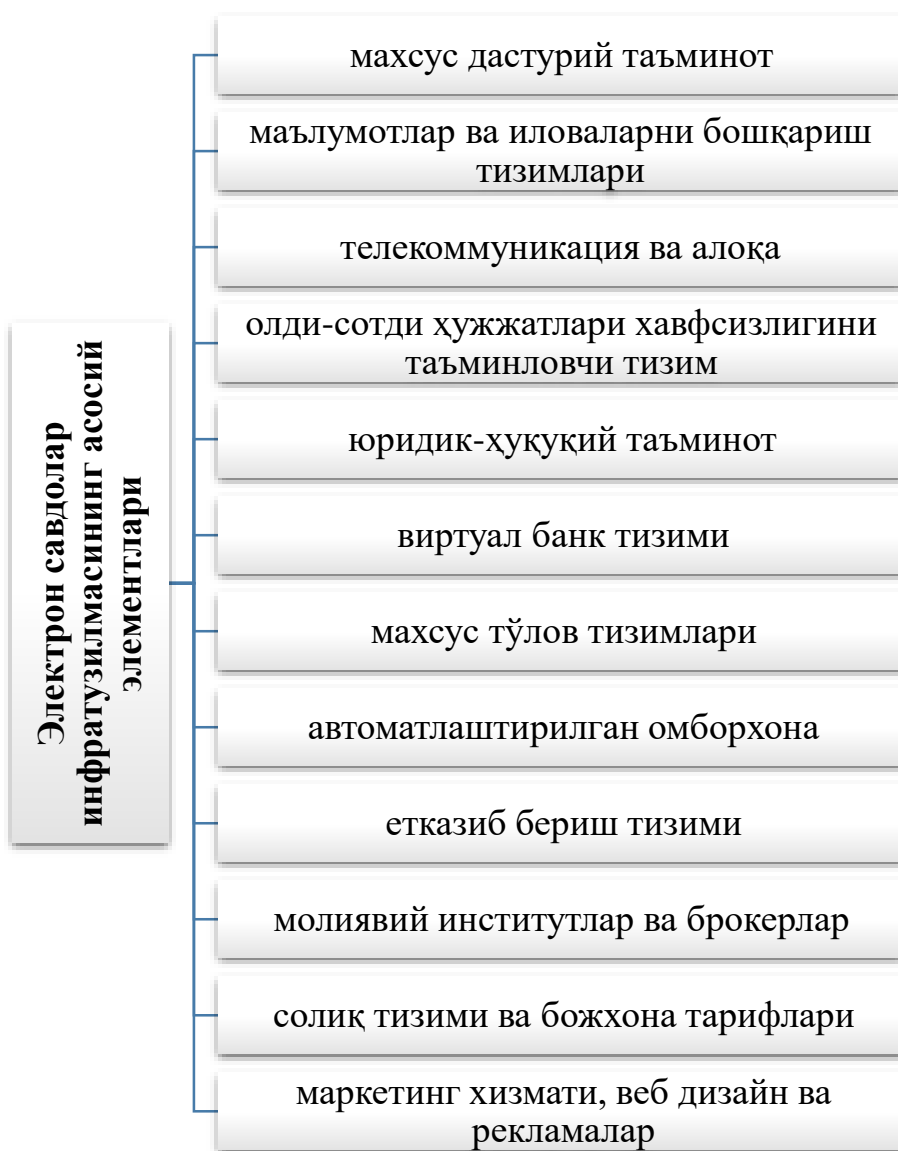 Электрон савдолар
инфратузилмасининг асосий
элементлари
махсус дастурий таъминот
маълумотлар ва иловаларни бошқариш
тизимлари
телекоммуникация ва алоқа
олди-сотди ҳужжатлари хавфсизлигини
таъминловчи тизим
юридик-ҳуқуқий таъминот
виртуал банк тизими
махсус тўлов тизимлари
автоматлаштирилган омборхона
етказиб бериш тизими
молиявий институтлар ва брокерлар
солиқ тизими ва божхона тарифлари
маркетинг хизмати, веб дизайн ва
рекламалар